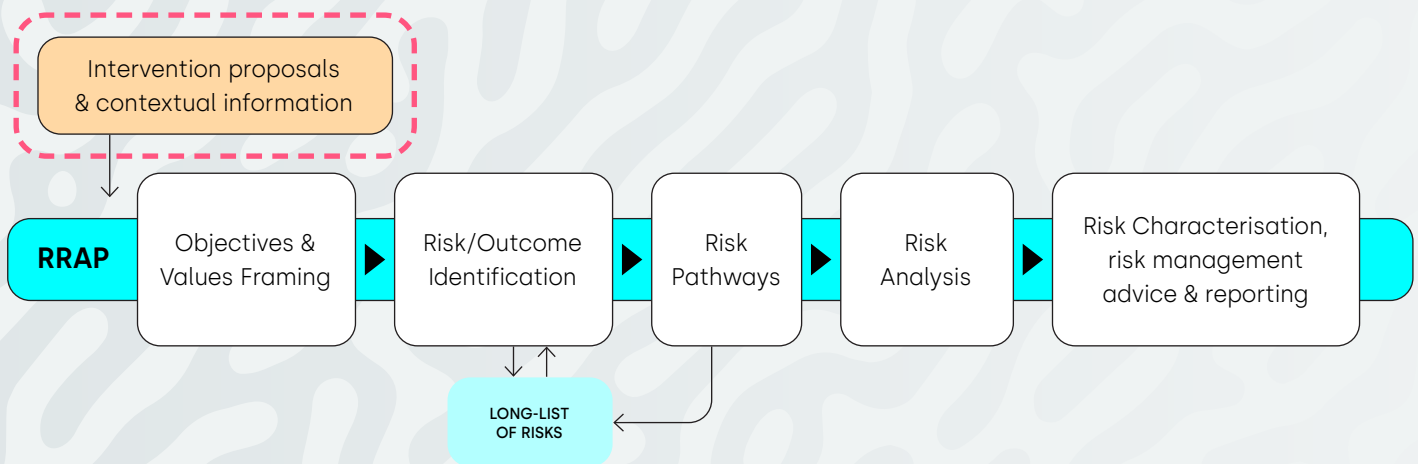 Intervention proposals
& contextual information
RRAP
Objectives &
Values Framing
Risk/Outcome
Identification
Risk
Pathways
Risk
Analysis
Risk Characterisation,
risk management
advice & reporting
LONG-LIST
OF RISKS